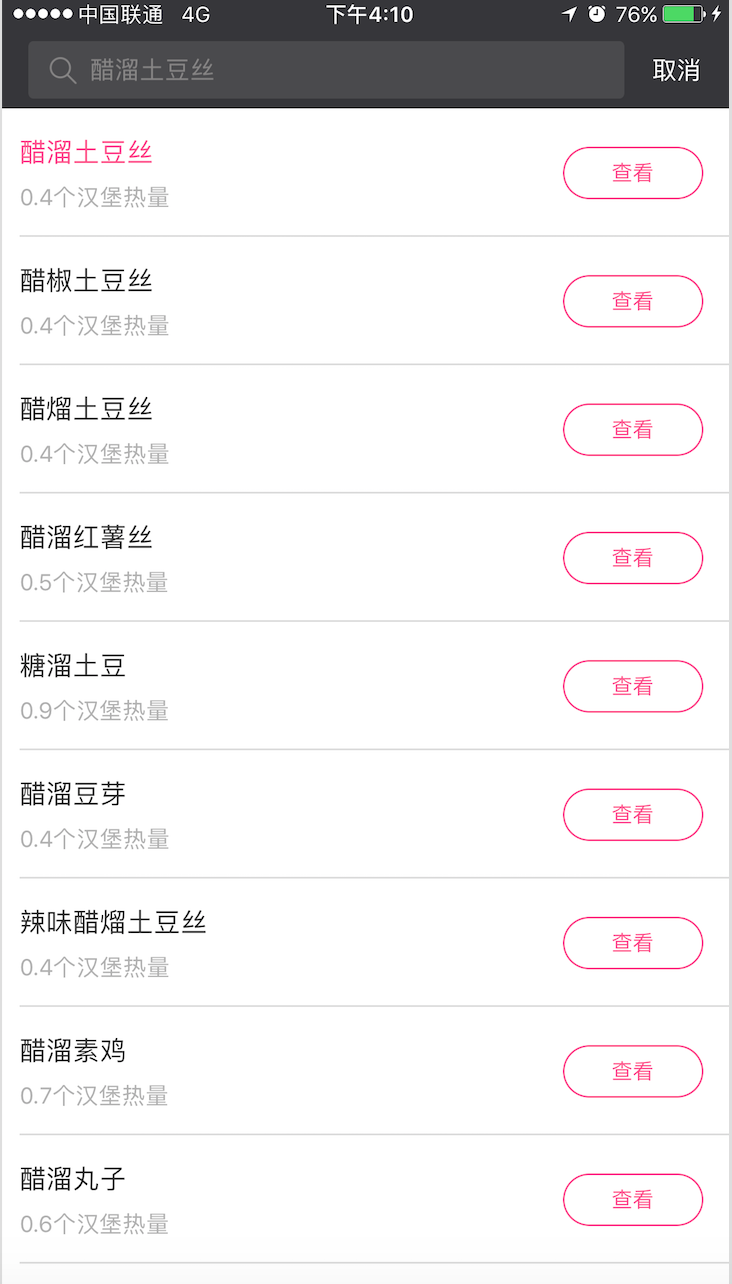 中国联通 4G 下午4:10 76%
醋溜土豆丝 取消
醋溜土豆丝
0.4个汉堡热量
查看
醋椒土豆丝
0.4个汉堡热量
查看
醋熘土豆丝
0.4个汉堡热量
查看
醋溜红薯丝
0.5个汉堡热量
查看
糖溜土豆
0.9个汉堡热量
查看
醋溜豆芽
0.4个汉堡热量
查看
辣味醋熘土豆丝
0.4个汉堡热量
查看
醋溜素鸡
0.7个汉堡热量
查看
醋溜丸子
0.6个汉堡热量
查看